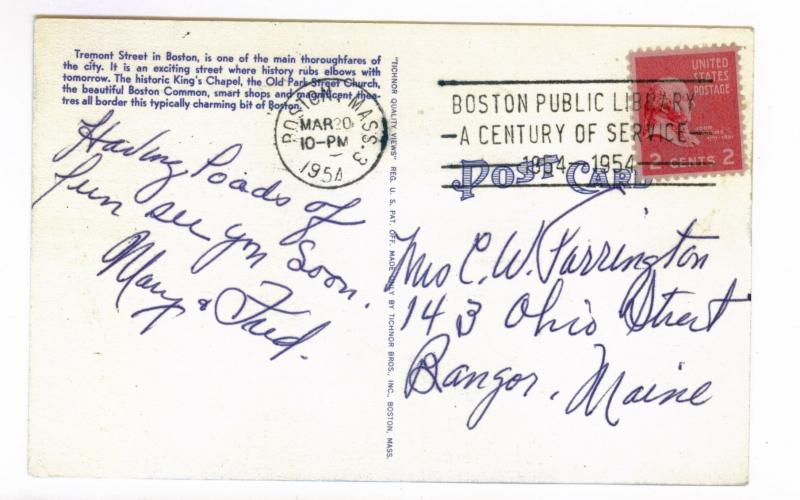 Tremont Street in Boston, is one of the main thoroughfares of
the city. It is an exciting street where history rubs elbows with
tomorrow. The historic King's Chapel, the Old Park Street Church,
the beautiful Boston Common, smart shops and magnificent thea-
tres all border this typically charming bit of Boston.
Having loads of
fun see you soon.
Mary & Fred.
"TICHNOR QUALITY VIEWS" REG. U. S. PAT. OFF. MADE ONLY BY TICHNOR BROS., INC., BOSTON, MASS.
BOSTON, MASS. 3
MAR 20
10-PM
1954
BOSTON PUBLIC LIBRARY
A CENTURY OF SERVICE
1854-1954
UNITED
STATES
POSTAGE
JOHN
2 CENTS 2
POST CARD
Mrs C. W. Farrington
143 Ohio Street
Bangor, Maine